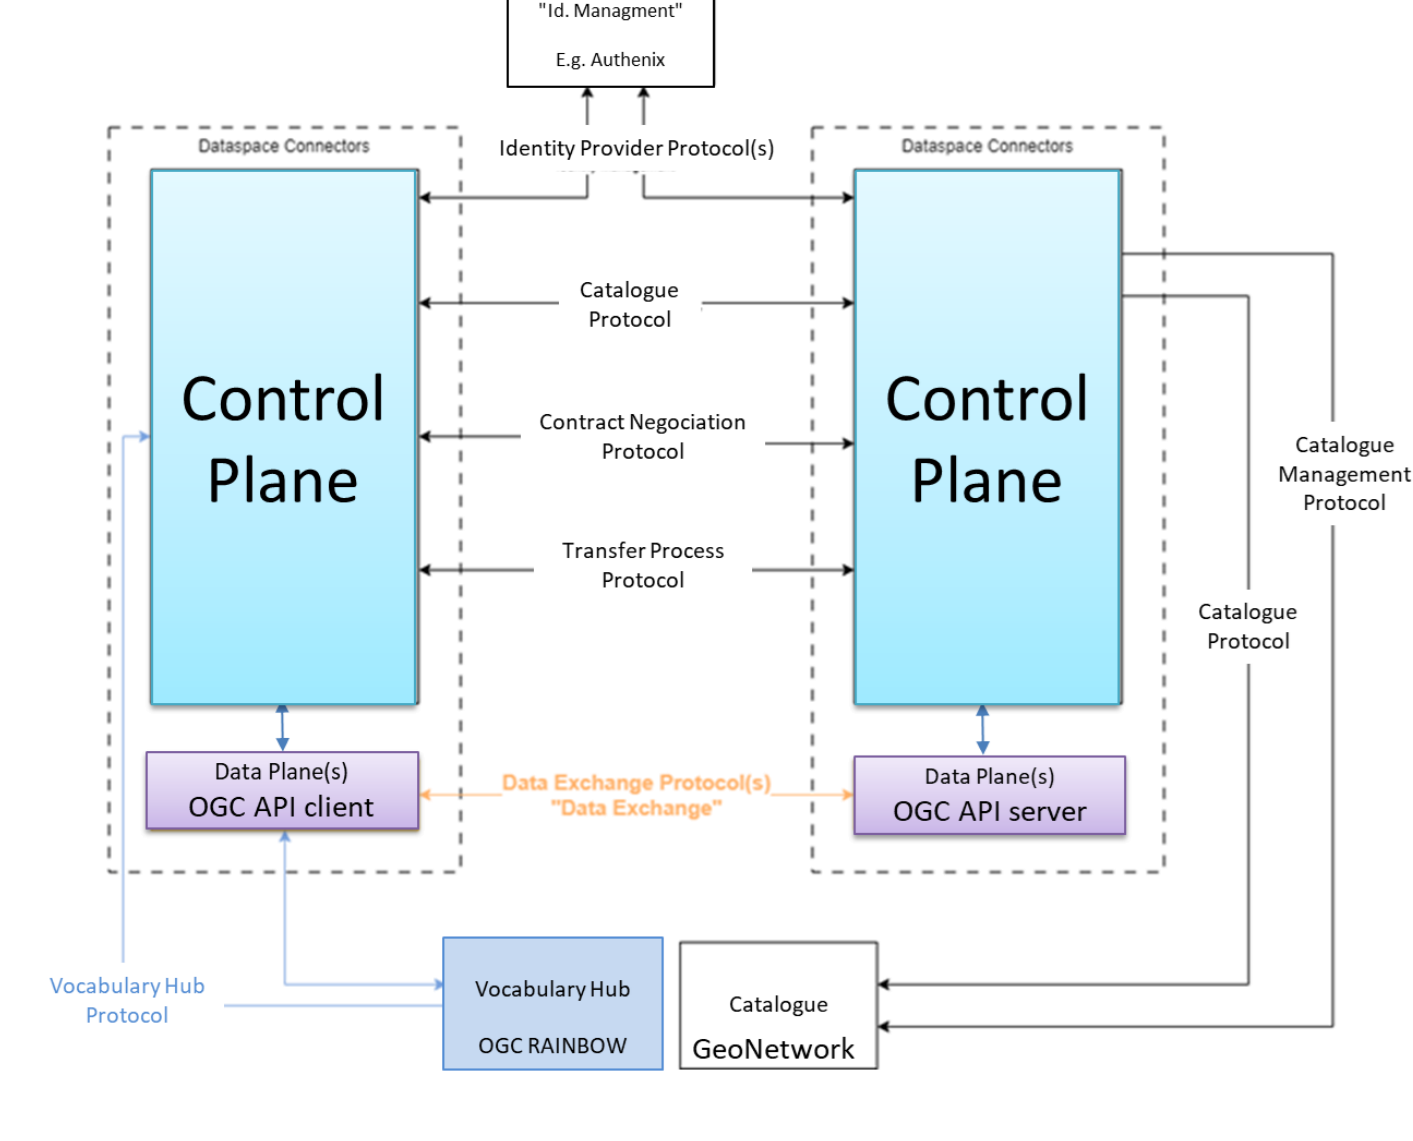 "Id. Managment"
E.g. Authenix
Dataspace Connectors
Identity Provider Protocol(s)
Dataspace Connectors
Catalogue
Protocol
Control
Plane
Contract Negociation
Protocol
Control
Plane
Catalogue
Management
Protocol
Transfer Process
Protocol
Catalogue
Protocol
Data Plane(s)
OGC API client
Data Exchange Protocol(s)
"Data Exchange"
Data Plane(s)
OGC API server
Vocabulary Hub
Protocol
Vocabulary Hub
OGC RAINBOW
Catalogue
GeoNetwork